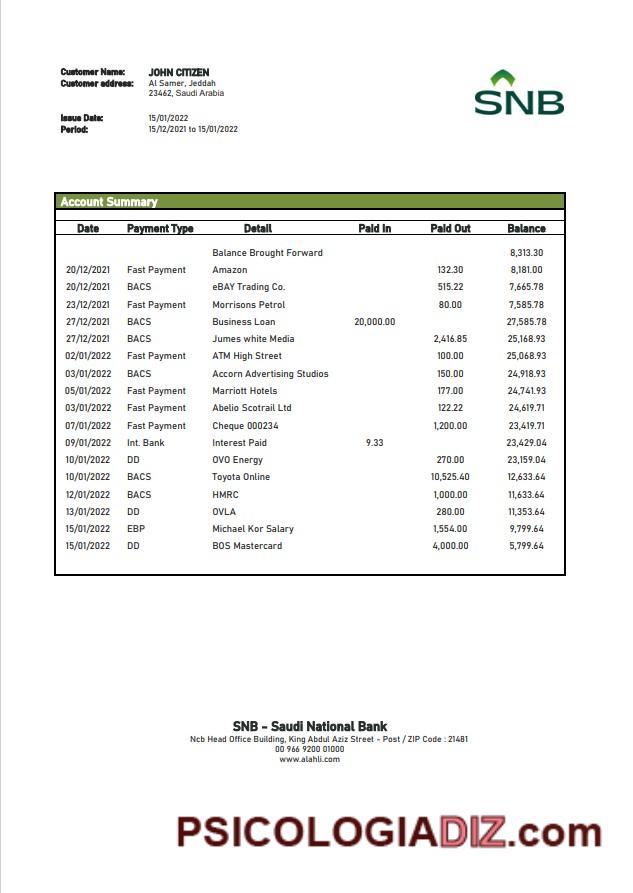 Customer Name: JOHN CITIZEN
Customer address: Al Samer, Jeddah
23462, Saudi Arabia
SNB
Issue Date: 15/01/2022
Period: 15/12/2021 to 15/01/2022
Account Summary
Date Payment Type Detail Paid In Paid Out Balance
Balance Brought Forward 8,313.30
20/12/2021 Fast Payment Amazon 132.30 8,181.00
20/12/2021 BACS eBAY Trading Co. 515.22 7,665.78
23/12/2021 Fast Payment Morrisons Petrol 80.00 7,585.78
27/12/2021 BACS Business Loan 20,000.00 27,585.78
27/12/2021 BACS Jumes white Media 2,416.85 25,168.93
02/01/2022 Fast Payment ATM High Street 100.00 25,068.93
03/01/2022 BACS Accorn Advertising Studios 150.00 24,918.93
05/01/2022 Fast Payment Marriott Hotels 177.00 24,741.93
03/01/2022 Fast Payment Abelio Scotrail Ltd 122.22 24,619.71
07/01/2022 Fast Payment Cheque 000234 1,200.00 23,419.71
09/01/2022 Int. Bank Interest Paid 9.33 23,429.04
10/01/2022 DD OVO Energy 270.00 23,159.04
10/01/2022 BACS Toyota Online 10,525.40 12,633.64
12/01/2022 BACS HMRC 1,000.00 11,633.64
13/01/2022 DD OVLA 280.00 11,353.64
15/01/2022 EBP Michael Kor Salary 1,554.00 9,799.64
15/01/2022 DD BOS Mastercard 4,000.00 5,799.64
SNB - Saudi National Bank
Ncb Head Office Building, King Abdul Aziz Street - Post / ZIP Code : 21481
00 966 9200 01000
www.alahli.com
PSICOLOGIADIZ.com